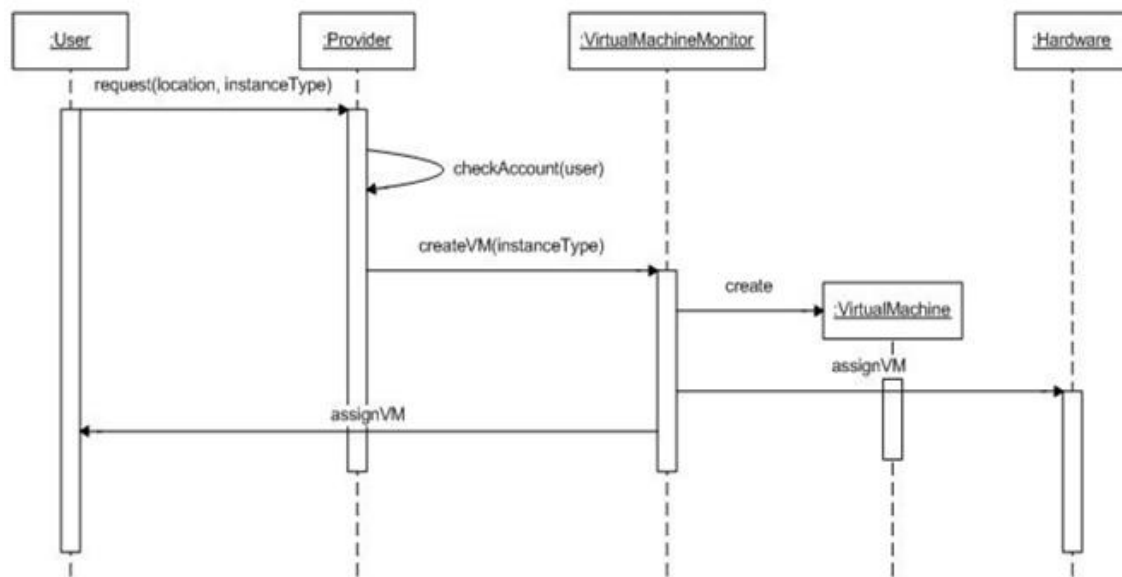 :User
:Provider
:VirtualMachineMonitor
:Hardware
request(location, instanceType)
checkAccount(user)
createVM(instanceType)
create
:VirtualMachine
assignVM
assignVM